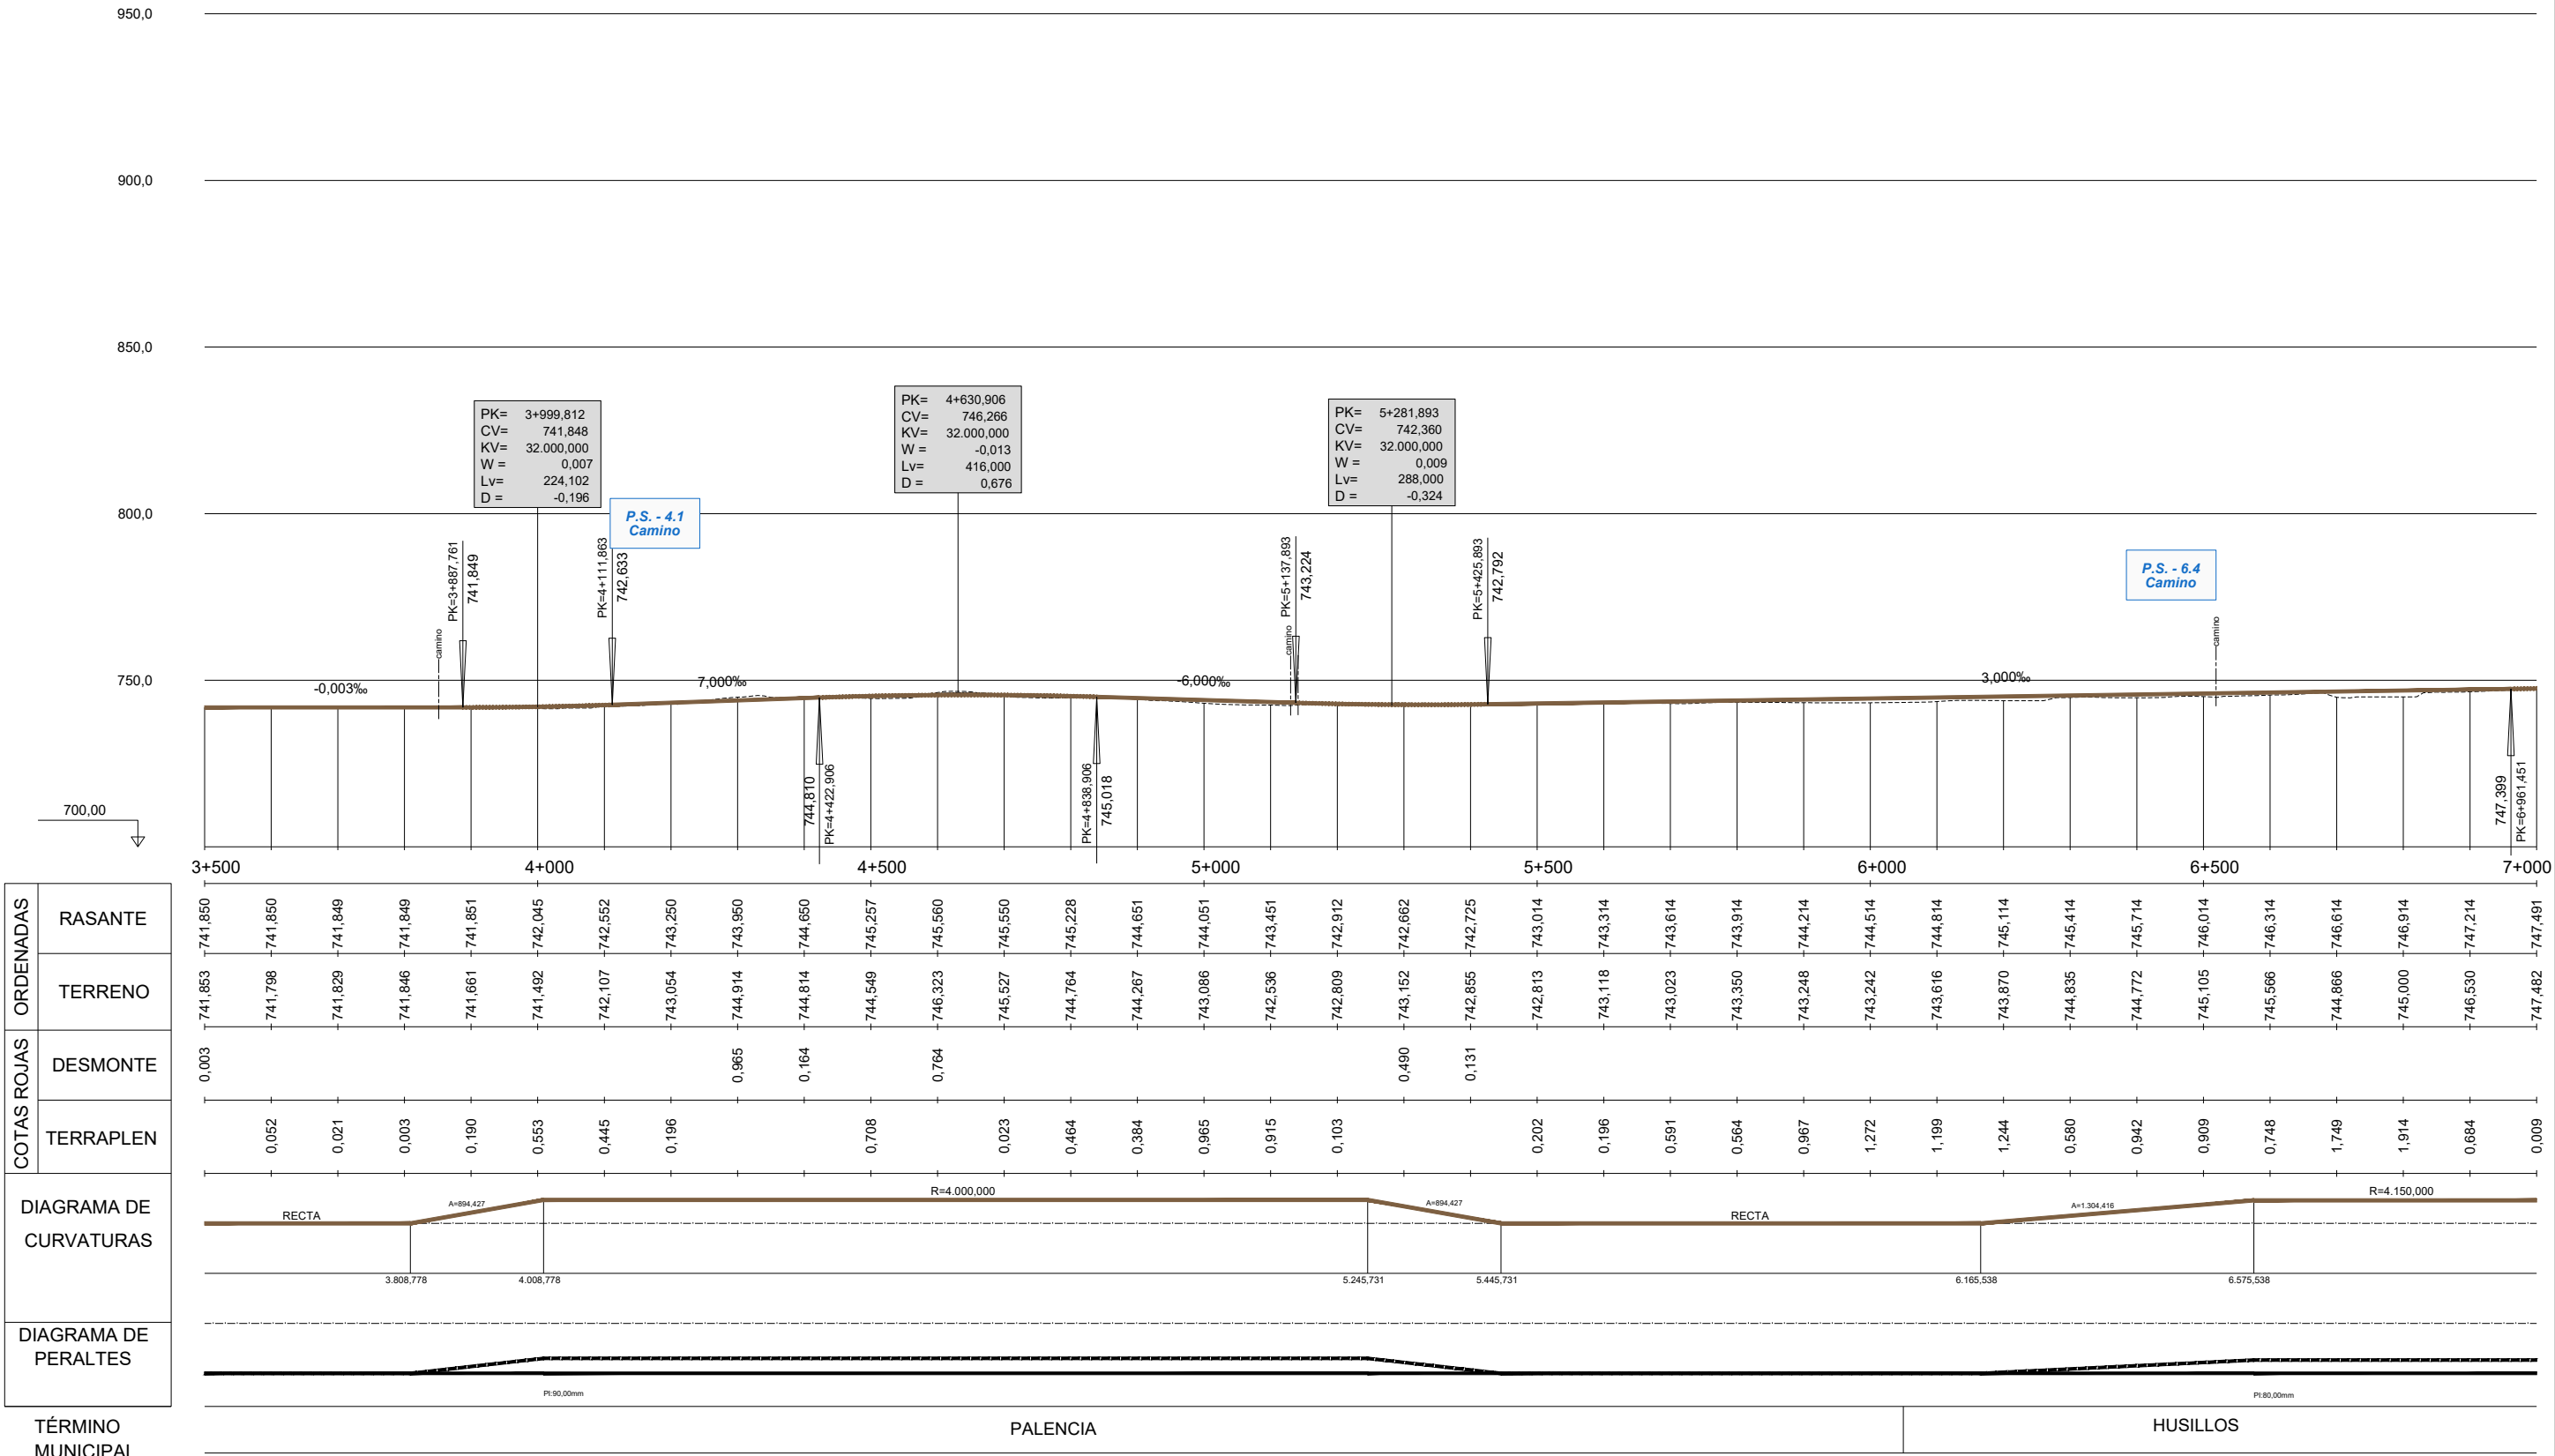 950,0
900,0
850,0
800,0
750,0
700,00
PK= 3+999,812
CV= 741,848
KV= 32.000,000
W = 0,007
Lv= 224,102
D = -0,196
PK= 4+630,906
CV= 746,266
KV= 32.000,000
W = -0,013
Lv= 416,000
D = 0,676
PK= 5+281,893
CV= 742,360
KV= 32.000,000
W = 0,009
Lv= 288,000
D = -0,324
P.S. - 4.1
Camino
P.S. - 6.4
Camino
PK=3+887,761
741,849
PK=4+111,863
742,633
PK=5+137,893
743,224
PK=5+425,893
742,792
camino
camino
camino
-0,003‰
7,000‰
-6,000‰
3,000‰
744,810
PK=4+422,906
PK=4+838,906
745,018
747,399
PK=6+961,451
3+500 4+000 4+500 5+000 5+500 6+000 6+500 7+000
ORDENADAS
RASANTE
741,850 741,850 741,849 741,849 741,851 742,045 742,552 743,250 743,950 744,650 745,257 745,560 745,550 745,228 744,651 744,051 743,451 742,912 742,662 742,725 743,014 743,314 743,614 743,914 744,214 744,514 744,814 745,114 745,414 745,714 746,014 746,314 746,614 746,914 747,214 747,491
TERRENO
741,853 741,798 741,829 741,846 741,661 741,492 742,107 743,054 744,914 744,814 744,549 746,323 745,527 744,764 744,267 743,086 742,536 742,809 743,152 742,855 742,813 743,118 743,023 743,350 743,248 743,242 743,616 743,870 744,835 744,772 745,105 745,566 744,866 745,000 746,530 747,482
COTAS ROJAS
DESMONTE
0,003 0,965 0,164 0,764 0,490 0,131
TERRAPLEN
0,052 0,021 0,003 0,190 0,553 0,445 0,196 0,708 0,023 0,464 0,384 0,965 0,915 0,103 0,202 0,196 0,591 0,564 0,967 1,272 1,199 1,244 0,580 0,942 0,909 0,748 1,749 1,914 0,684 0,009
DIAGRAMA DE
CURVATURAS
RECTA
A=894,427
R=4.000,000
A=894,427
RECTA
A=1.304,416
R=4.150,000
3.808,778 4.008,778 5.245,731 5.445,731 6.165,538 6.575,538
DIAGRAMA DE
PERALTES
PI:90,00mm
PI:80,00mm
TÉRMINO
MUNICIPAL
PALENCIA
HUSILLOS